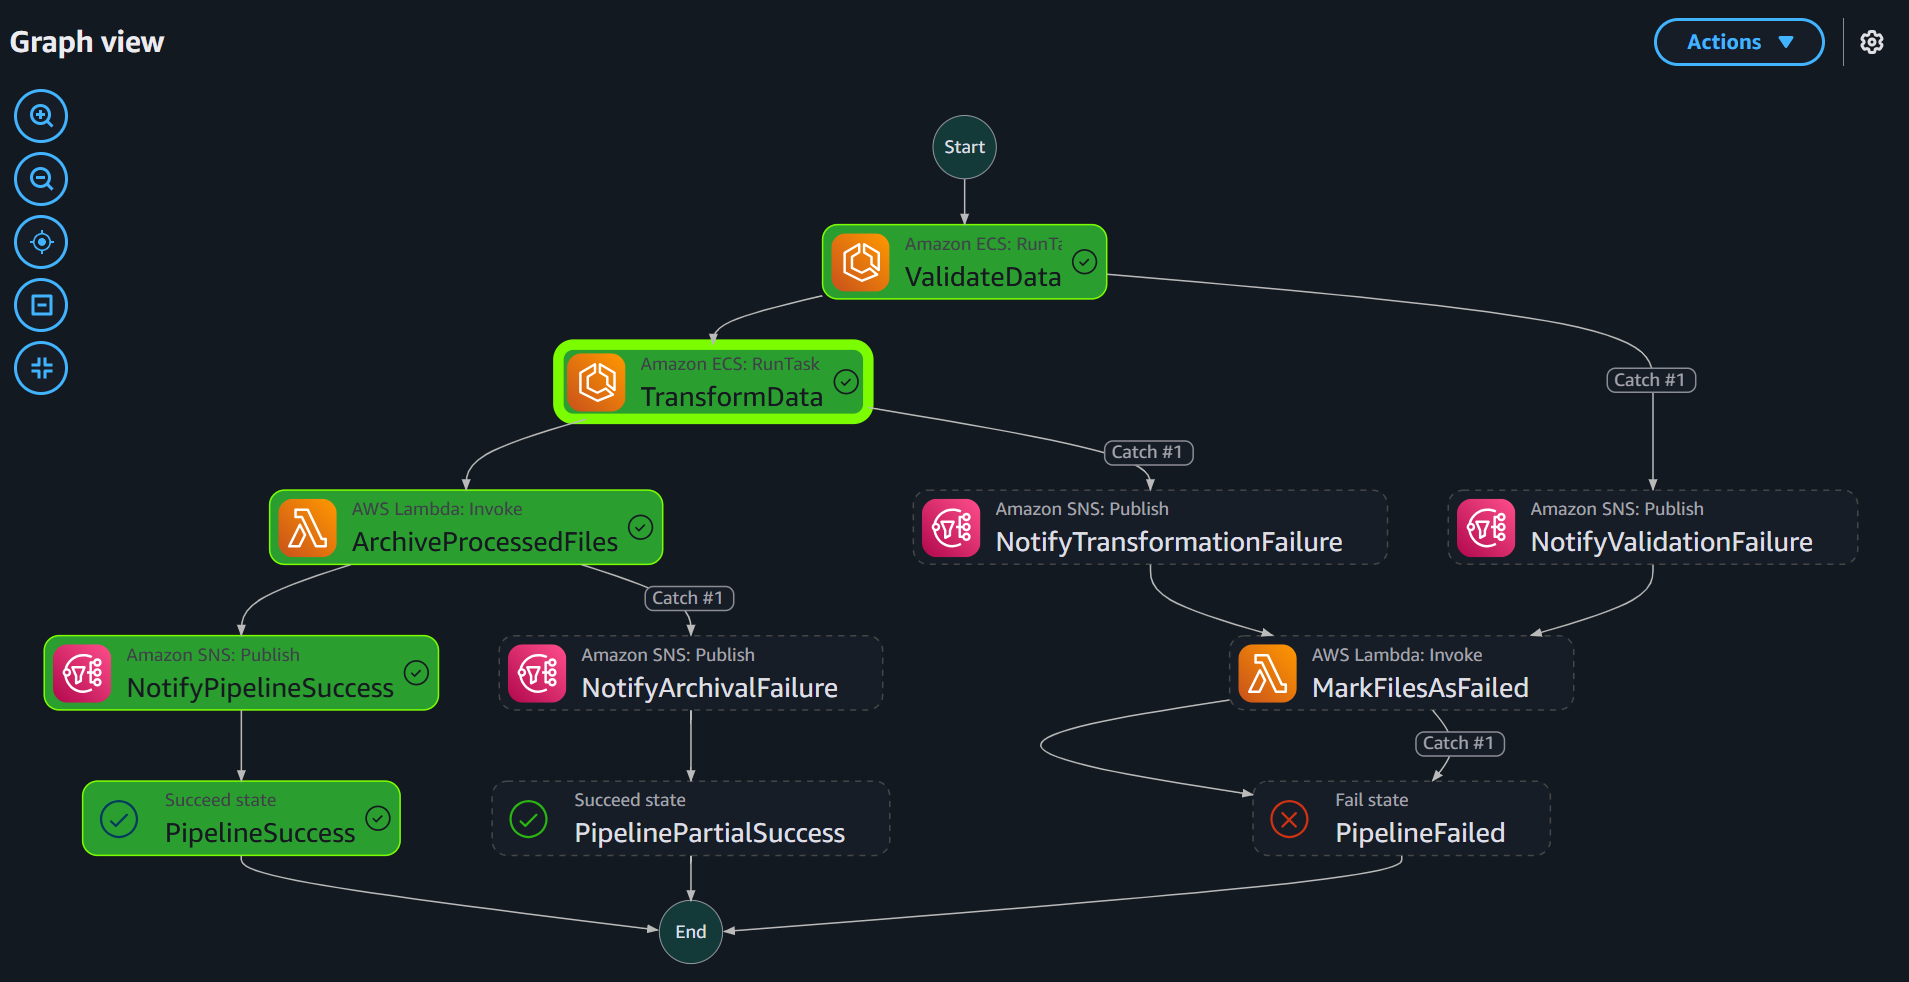 Graph view
Actions
Start
Amazon ECS: RunTa
ValidateData
Amazon ECS: RunTask
TransformData
Catch #1
Catch #1
AWS Lambda: Invoke
ArchiveProcessedFiles
Amazon SNS: Publish
NotifyTransformationFailure
Amazon SNS: Publish
NotifyValidationFailure
Catch #1
Amazon SNS: Publish
NotifyPipelineSuccess
Amazon SNS: Publish
NotifyArchivalFailure
AWS Lambda: Invoke
MarkFilesAsFailed
Catch #1
Succeed state
PipelineSuccess
Succeed state
PipelinePartialSuccess
Fail state
PipelineFailed
End